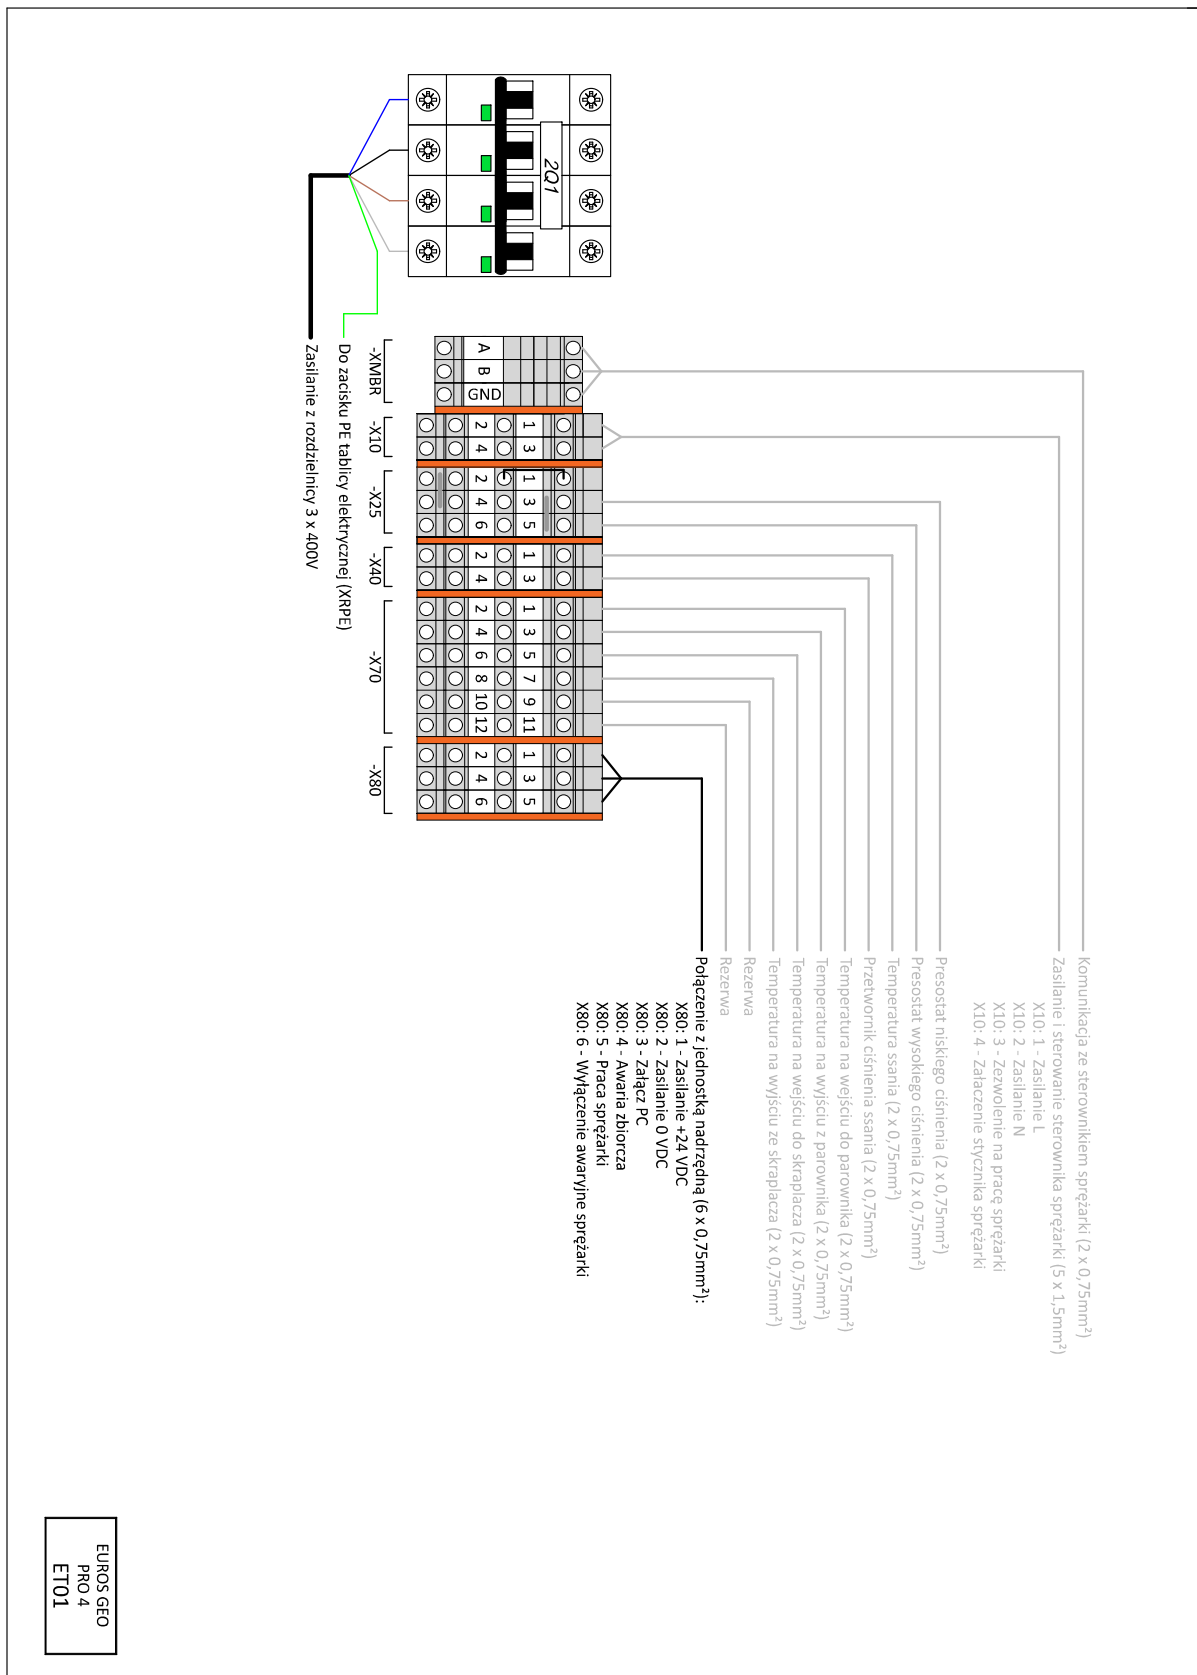 2Q1
Zasilanie z rozdzielnicy 3 x 400V
Do zacisku PE tablicy elektrycznej (XRPE)
-XMBR
-X10
-X25
-X40
-X70
-X80
A
B
GND
2 1
4 3
2 1
4 3
6 5
2 1
4 3
2 1
4 3
6 5
8 7
10 9
12 11
2 1
4 3
6 5
Komunikacja ze sterownikiem sprężarki (2 x 0,75mm²)
Zasilanie i sterowanie sterownika sprężarki (5 x 1,5mm²)
X10: 1 - Zasilanie L
X10: 2 - Zasilanie N
X10: 3 - Zezwolenie na pracę sprężarki
X10: 4 - Załaczenie stycznika sprężarki
Presostat niskiego ciśnienia (2 x 0,75mm²)
Presostat wysokiego ciśnienia (2 x 0,75mm²)
Temperatura ssania (2 x 0,75mm²)
Przetwornik ciśnienia ssania (2 x 0,75mm²)
Temperatura na wejściu do parownika (2 x 0,75mm²)
Temperatura na wyjściu z parownika (2 x 0,75mm²)
Temperatura na wejściu do skraplacza (2 x 0,75mm²)
Temperatura na wyjściu ze skraplacza (2 x 0,75mm²)
Rezerwa
Rezerwa
Połączenie z jednostką nadrzędną (6 x 0,75mm²):
X80: 1 - Zasilanie +24 VDC
X80: 2 - Zasilanie 0 VDC
X80: 3 - Załącz PC
X80: 4 - Awaria zbiorcza
X80: 5 - Praca sprężarki
X80: 6 - Wyłączenie awaryjne sprężarki
EUROS GEO
PRO 4
ET01